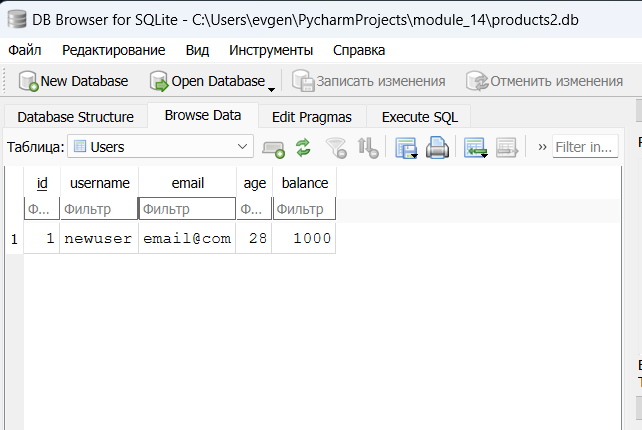 DB Browser for SQLite - C:\Users\evgen\PycharmProjects\module_14\products2.db
Файл Редактирование Вид Инструменты Справка
New Database Open Database Записать изменения Отменить изменения
Database Structure Browse Data Edit Pragmas Execute SQL
Таблица: Users » Filter in...
id username email age balance
Ф... Фильтр Фильтр Ф... Фильтр
1 1 newuser email@com 28 1000